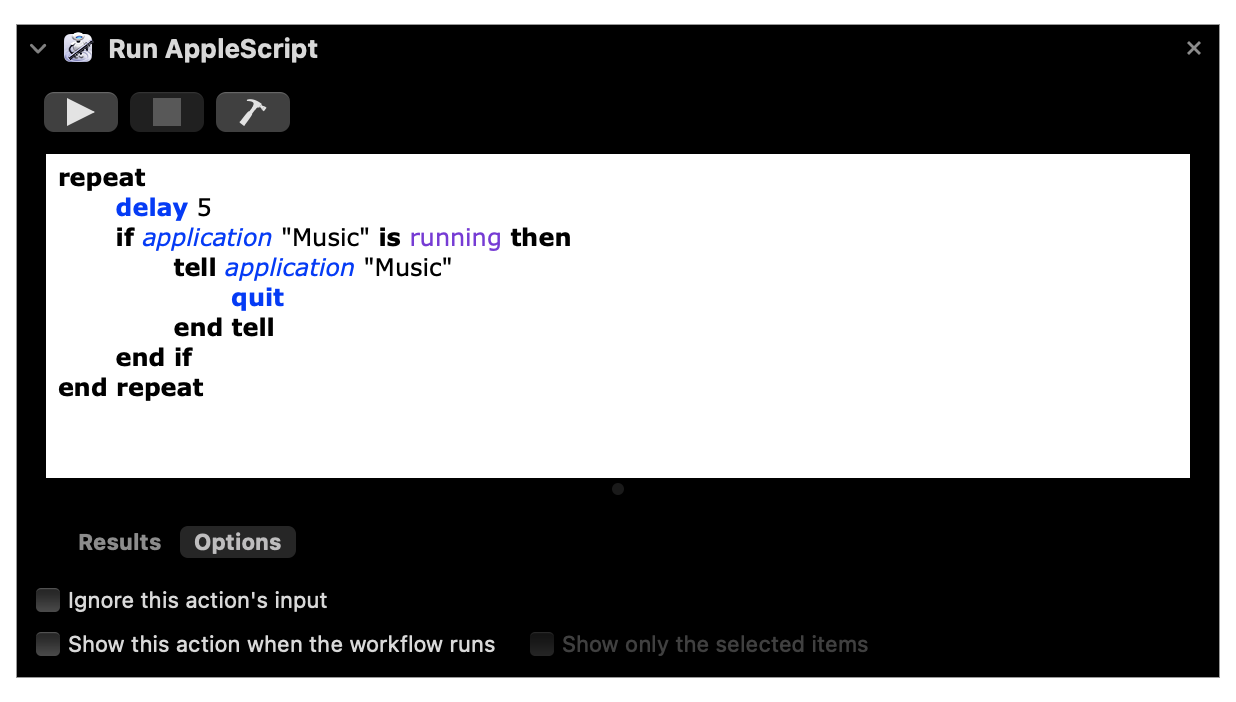 Run AppleScript
repeat
delay 5
if application "Music" is running then
tell application "Music"
quit
end tell
end if
end repeat
Results Options
Ignore this action's input
Show this action when the workflow runs Show only the selected items